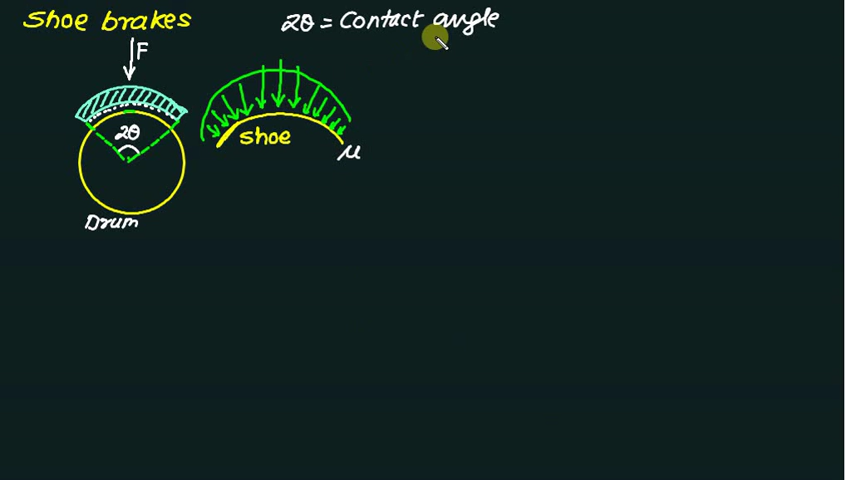 Shoe brakes
2θ = Contact angle
F
2θ
shoe
μ
Drum